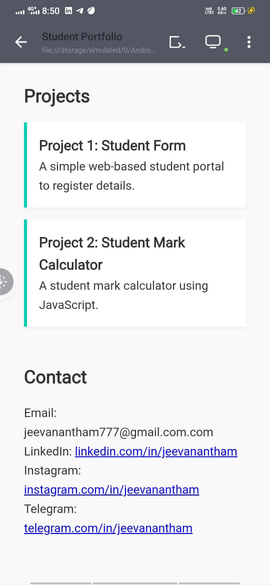 4G+ 8:50
Student Portfolio
file:///storage/emulated/0/Andro...
Projects
Project 1: Student Form
A simple web-based student portal
to register details.
Project 2: Student Mark
Calculator
A student mark calculator using
JavaScript.
Contact
Email:
jeevanantham777@gmail.com.com
LinkedIn: linkedin.com/in/jeevanantham
Instagram:
instagram.com/in/jeevanantham
Telegram:
telegram.com/in/jeevanantham